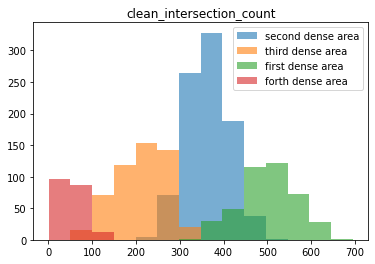 clean_intersection_count
second dense area
third dense area
first dense area
forth dense area
300
250
200
150
100
50
0
0 100 200 300 400 500 600 700